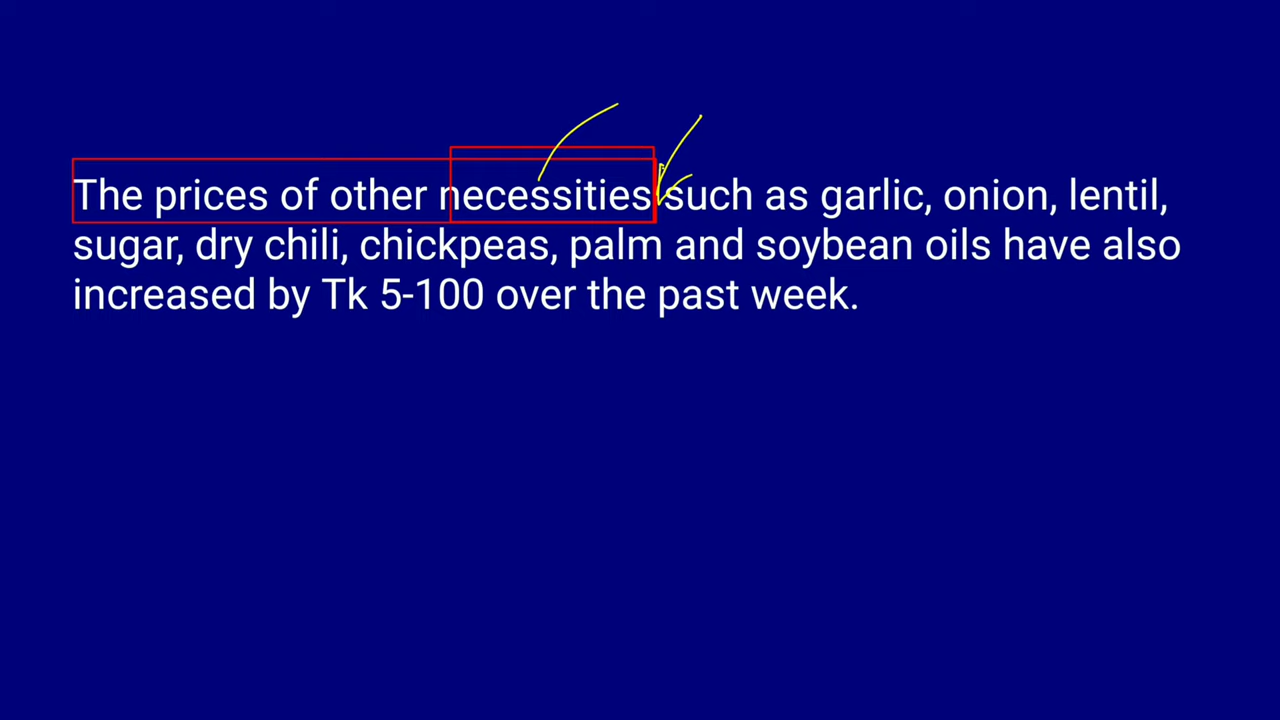 The prices of other necessities such as garlic, onion, lentil,
sugar, dry chili, chickpeas, palm and soybean oils have also
increased by Tk 5-100 over the past week.